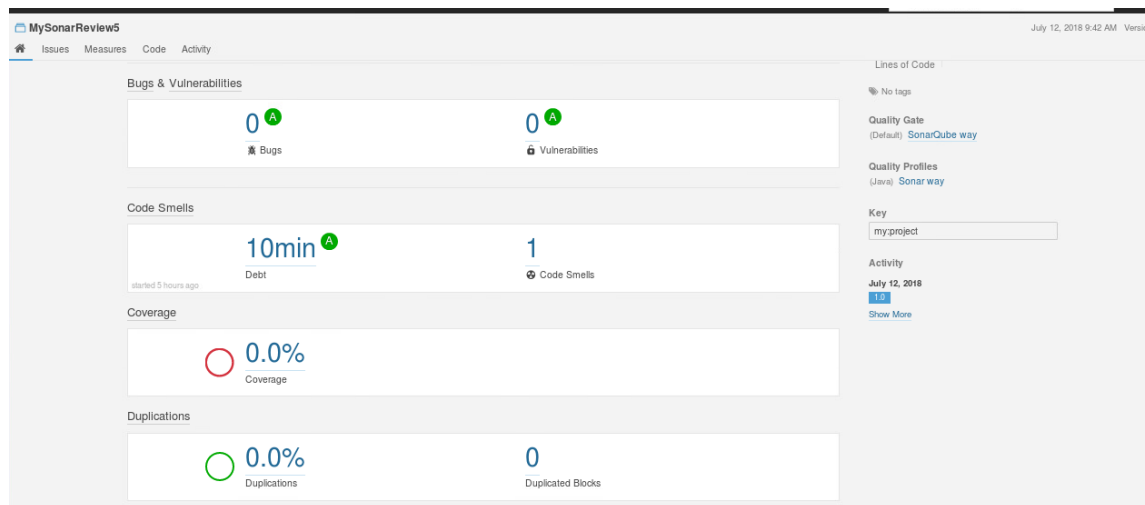 MySonarReview5
July 12, 2018 9:42 AM Versi
Issues Measures Code Activity
Lines of Code
Bugs & Vulnerabilities
No tags
0 A
0 A
Bugs
Vulnerabilities
Quality Gate
(Default) SonarQube way
Quality Profiles
(Java) Sonar way
Code Smells
Key
my:project
10min A
1
Debt
Code Smells
started 5 hours ago
Activity
July 12, 2018
1.0
Show More
Coverage
0.0%
Coverage
Duplications
0.0%
0
Duplications
Duplicated Blocks